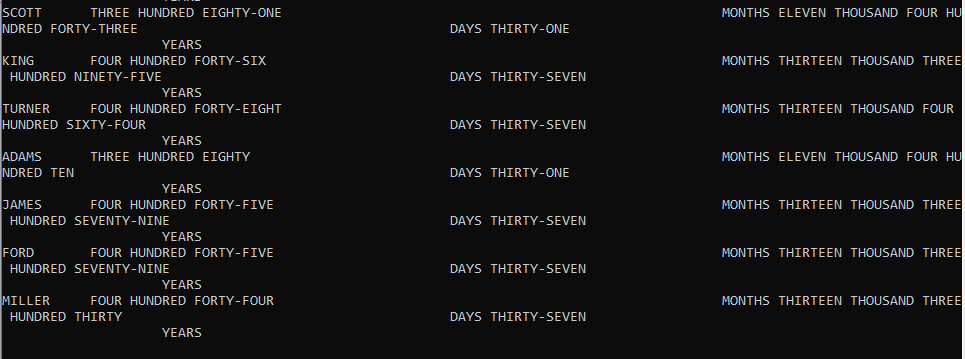 YEARS
SCOTT THREE HUNDRED EIGHTY-ONE MONTHS ELEVEN THOUSAND FOUR HU
NDRED FORTY-THREE DAYS THIRTY-ONE
YEARS
KING FOUR HUNDRED FORTY-SIX MONTHS THIRTEEN THOUSAND THREE
HUNDRED NINETY-FIVE DAYS THIRTY-SEVEN
YEARS
TURNER FOUR HUNDRED FORTY-EIGHT MONTHS THIRTEEN THOUSAND FOUR
HUNDRED SIXTY-FOUR DAYS THIRTY-SEVEN
YEARS
ADAMS THREE HUNDRED EIGHTY MONTHS ELEVEN THOUSAND FOUR HU
NDRED TEN DAYS THIRTY-ONE
YEARS
JAMES FOUR HUNDRED FORTY-FIVE MONTHS THIRTEEN THOUSAND THREE
HUNDRED SEVENTY-NINE DAYS THIRTY-SEVEN
YEARS
FORD FOUR HUNDRED FORTY-FIVE MONTHS THIRTEEN THOUSAND THREE
HUNDRED SEVENTY-NINE DAYS THIRTY-SEVEN
YEARS
MILLER FOUR HUNDRED FORTY-FOUR MONTHS THIRTEEN THOUSAND THREE
HUNDRED THIRTY DAYS THIRTY-SEVEN
YEARS